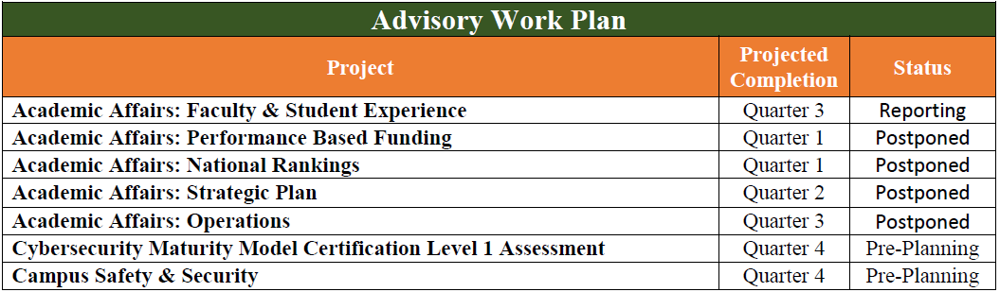 Advisory Work Plan
Project Projected Completion Status
Academic Affairs: Faculty & Student Experience Quarter 3 Reporting
Academic Affairs: Performance Based Funding Quarter 1 Postponed
Academic Affairs: National Rankings Quarter 1 Postponed
Academic Affairs: Strategic Plan Quarter 2 Postponed
Academic Affairs: Operations Quarter 3 Postponed
Cybersecurity Maturity Model Certification Level 1 Assessment Quarter 4 Pre-Planning
Campus Safety & Security Quarter 4 Pre-Planning